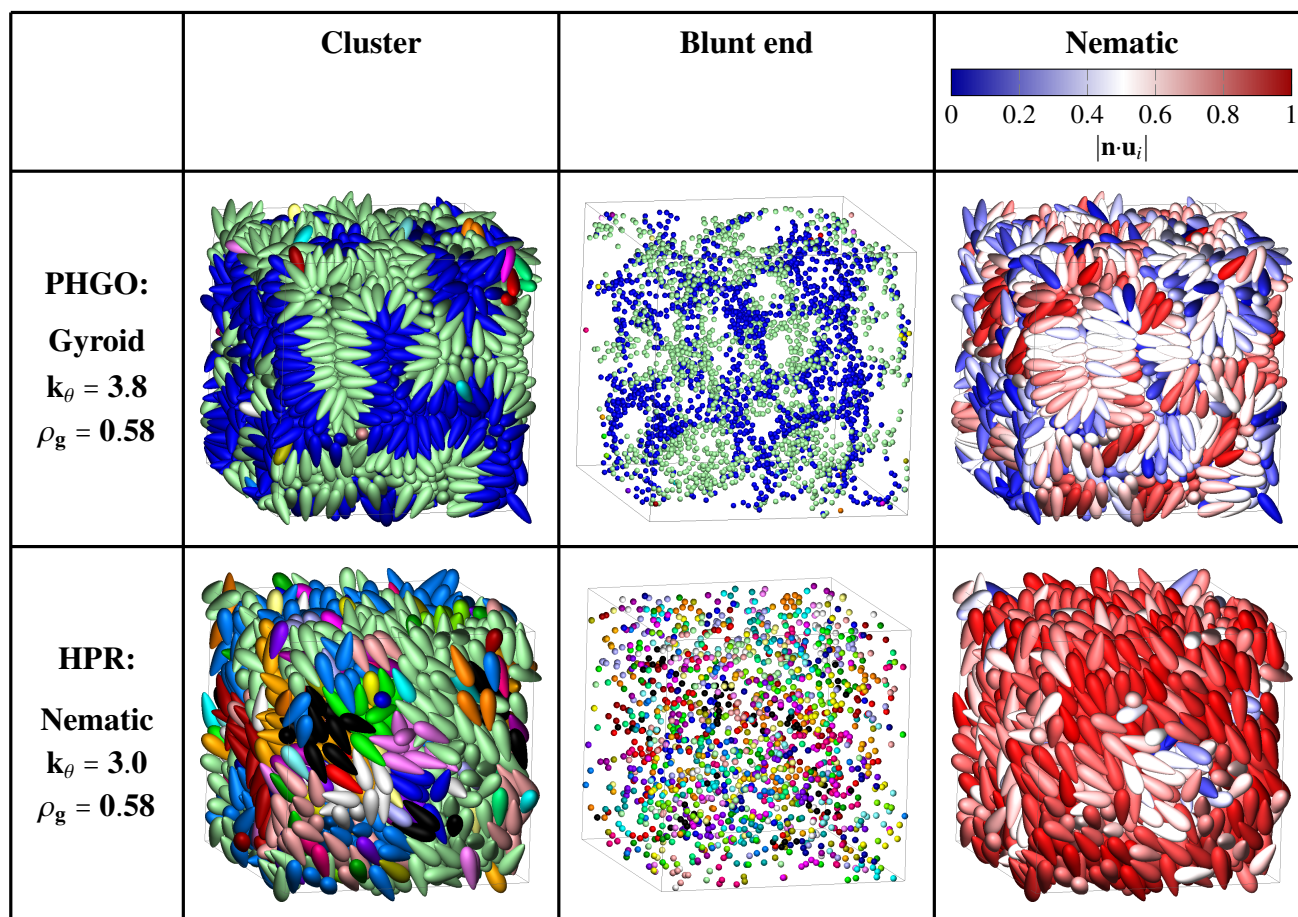 Cluster
Blunt end
Nematic
0 0.2 0.4 0.6 0.8 1
|n·uᵢ|
PHGO:
Gyroid
k_θ = 3.8
ρ_g = 0.58
HPR:
Nematic
k_θ = 3.0
ρ_g = 0.58